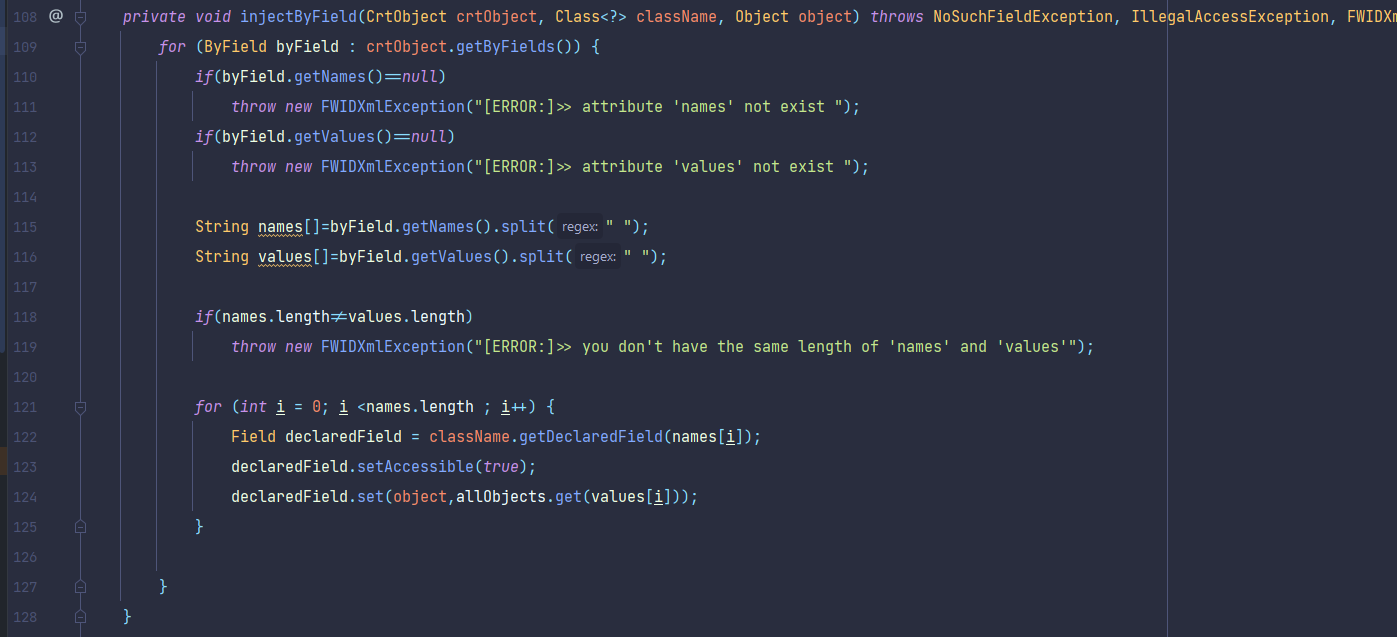 108 @ private void injectByField(CrtObject crtObject, Class<?> className, Object object) throws NoSuchFieldException, IllegalAccessException, FWIDXm
109 for (ByField byField : crtObject.getByFields()) {
110 if(byField.getNames()==null)
111 throw new FWIDXmlException("[ERROR:]>> attribute 'names' not exist ");
112 if(byField.getValues()==null)
113 throw new FWIDXmlException("[ERROR:]>> attribute 'values' not exist ");
114
115 String names[]=byField.getNames().split( regex: " ");
116 String values[]=byField.getValues().split( regex: " ");
117
118 if(names.length!=values.length)
119 throw new FWIDXmlException("[ERROR:]>> you don't have the same length of 'names' and 'values'");
120
121 for (int i = 0; i <names.length ; i++) {
122 Field declaredField = className.getDeclaredField(names[i]);
123 declaredField.setAccessible(true);
124 declaredField.set(object,allObjects.get(values[i]));
125 }
126
127 }
128 }